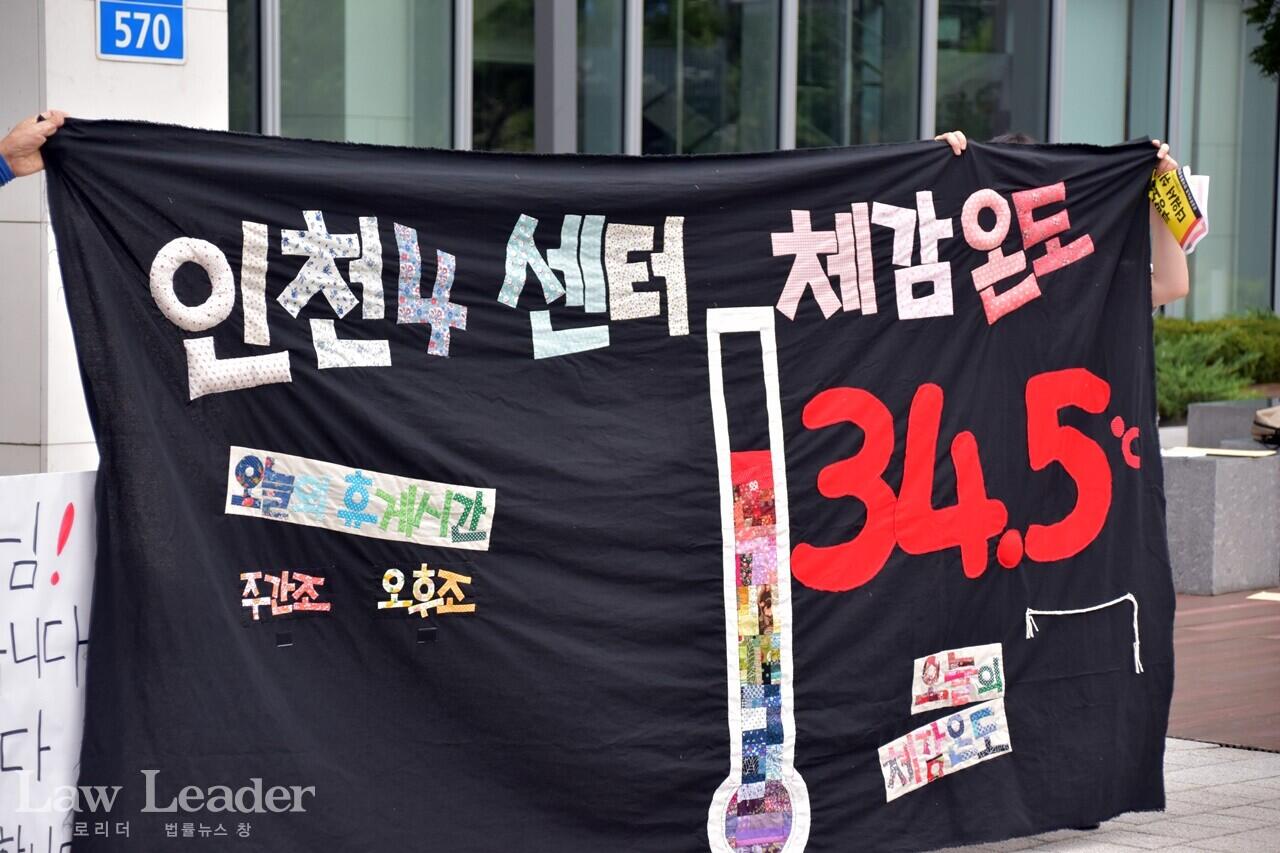 570
인천4 센터 체감온도
34.5℃
오늘의 휴게시간
주간조 오후조
오늘의
체감온도
Law Leader
로리더 법률뉴스 창